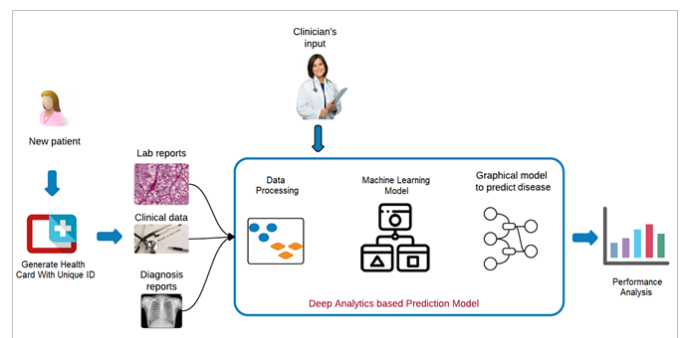 Clinician's
input
New patient
Lab reports
Clinical data
Diagnosis
reports
Generate Health
Card With Unique ID
Data
Processing
Machine Learning
Model
Graphical model
to predict disease
Deep Analytics based Prediction Model
Performance
Analysis